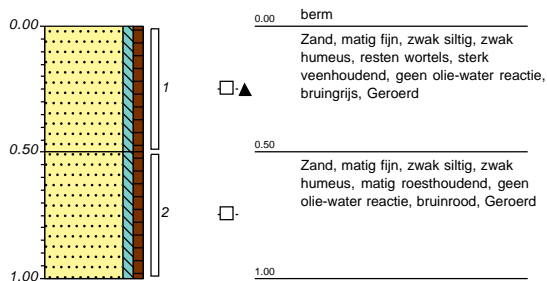 0.00
0.50
1.00
1
2
0.00
berm
Zand, matig fijn, zwak siltig, zwak
humeus, resten wortels, sterk
veenhoudend, geen olie-water reactie,
bruingrijs, Geroerd
0.50
Zand, matig fijn, zwak siltig, zwak
humeus, matig roesthoudend, geen
olie-water reactie, bruinrood, Geroerd
1.00